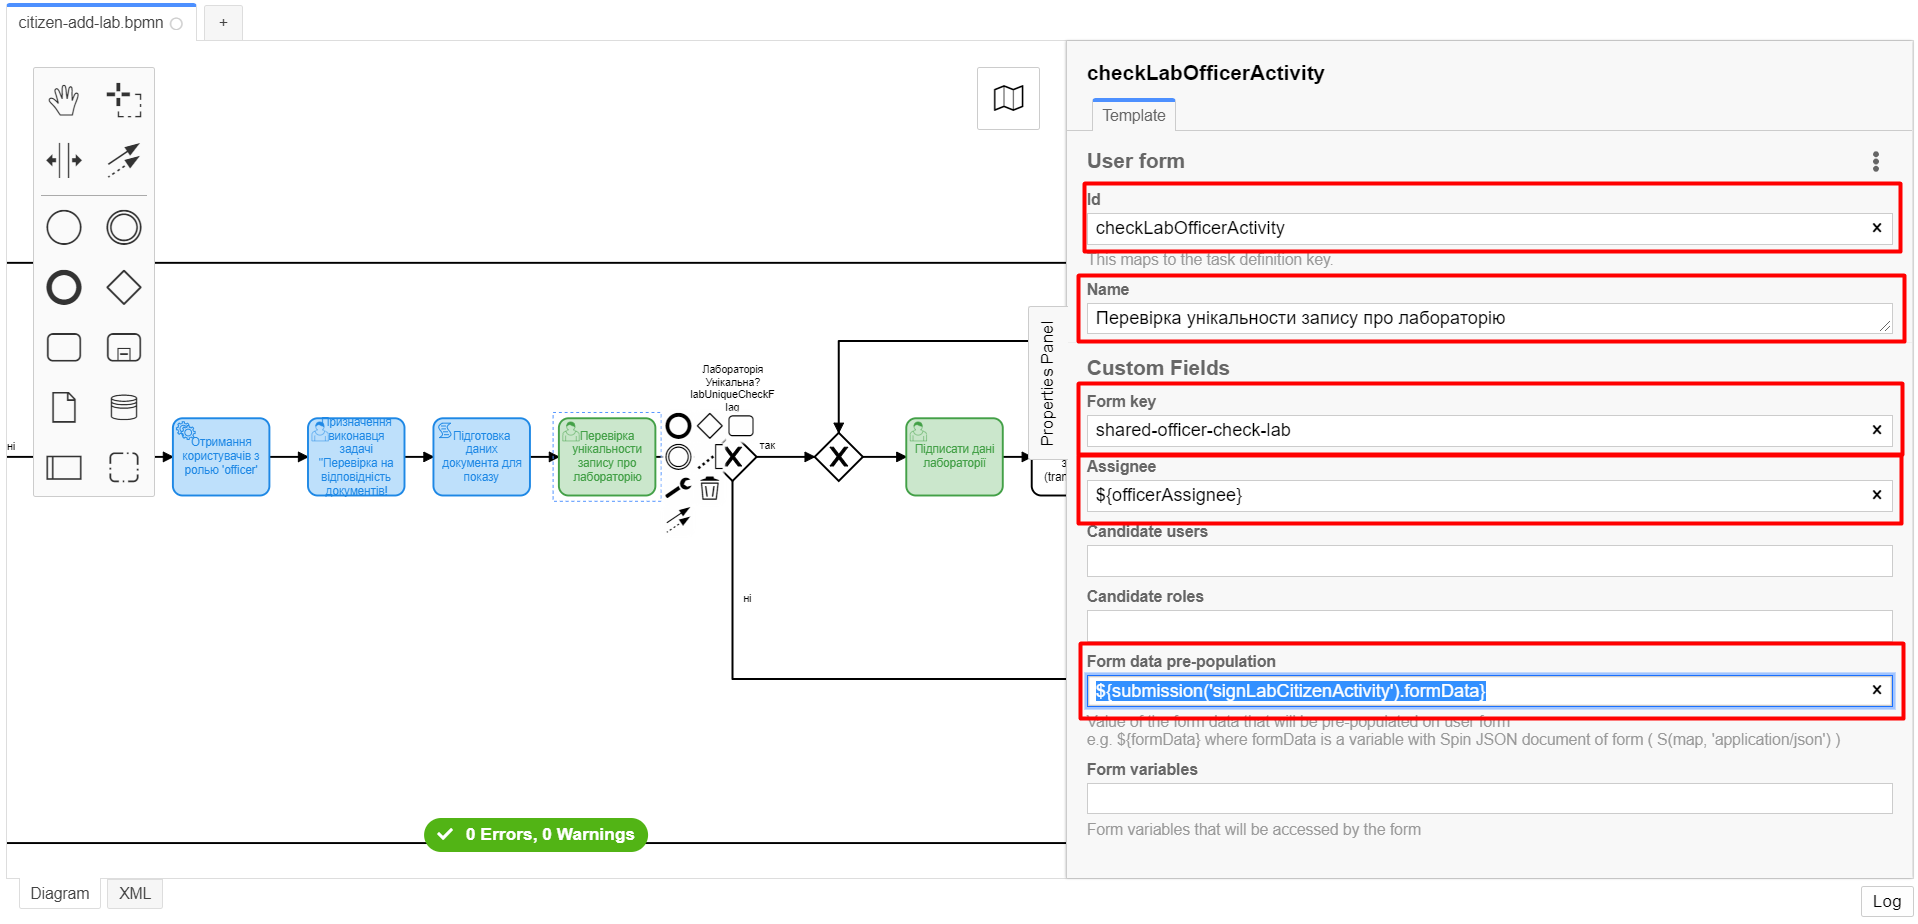 citizen-add-lab.bpmn
+
checkLabOfficerActivity
Template
User form
Id
checkLabOfficerActivity
This maps to the task definition key.
Name
Перевірка унікальности запису про лабораторію
Properties Panel
Custom Fields
Form key
shared-officer-check-lab
Assignee
${officerAssignee}
Candidate users
Candidate roles
Form data pre-population
${submission('signLabCitizenActivity').formData}
Value of the form data that will be pre-populated on user form
e.g. ${formData} where formData is a variable with Spin JSON document of form ( S(map, 'application/json') )
Form variables
Form variables that will be accessed by the form
ні
Отримання
користувачів з
ролью 'officer'
Призначення
виконавця
задачі
"Перевірка на
відповідність
документів!
Підготовка
даних
документа для
показу
Перевірка
унікальности
запису про
лабораторію
Лабораторія
Унікальна?
labUniqueCheckF
lag
так
ні
Підписати дані
лабораторії
з
(tran
0 Errors, 0 Warnings
Diagram
XML
Log